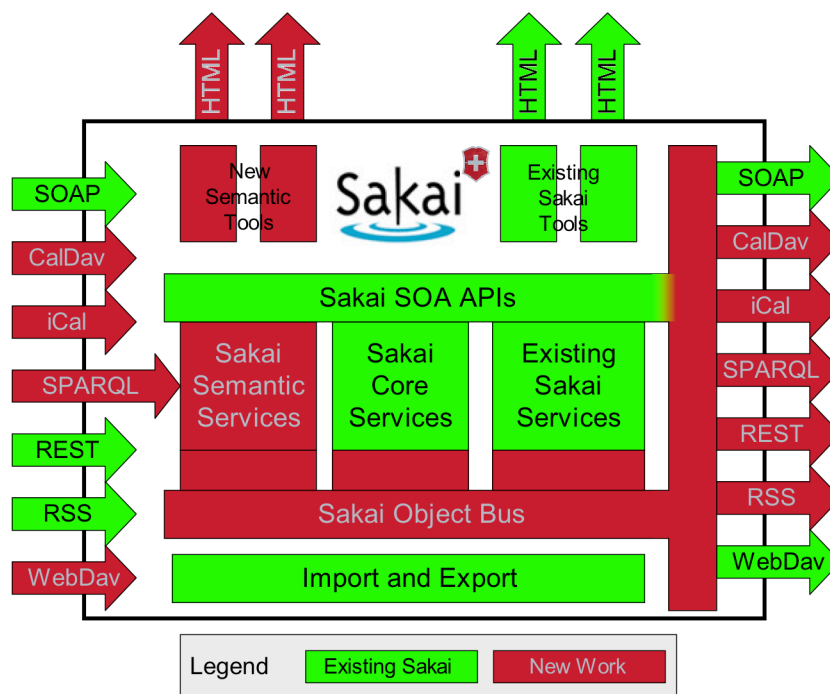 HTML
HTML
HTML
HTML
New
Semantic
Tools
Sakai
Existing
Sakai
Tools
SOAP
CalDav
iCal
SPARQL
REST
RSS
WebDav
Sakai SOA APIs
Sakai
Semantic
Services
Sakai
Core
Services
Existing
Sakai
Services
Sakai Object Bus
Import and Export
SOAP
CalDav
iCal
SPARQL
REST
RSS
WebDav
Legend
Existing Sakai
New Work